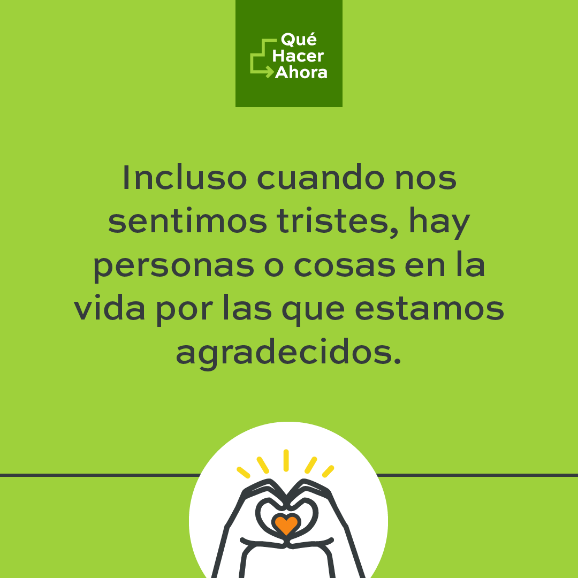 Qué
Hacer
Ahora
Incluso cuando nos
sentimos tristes, hay
personas o cosas en la
vida por las que estamos
agradecidos.